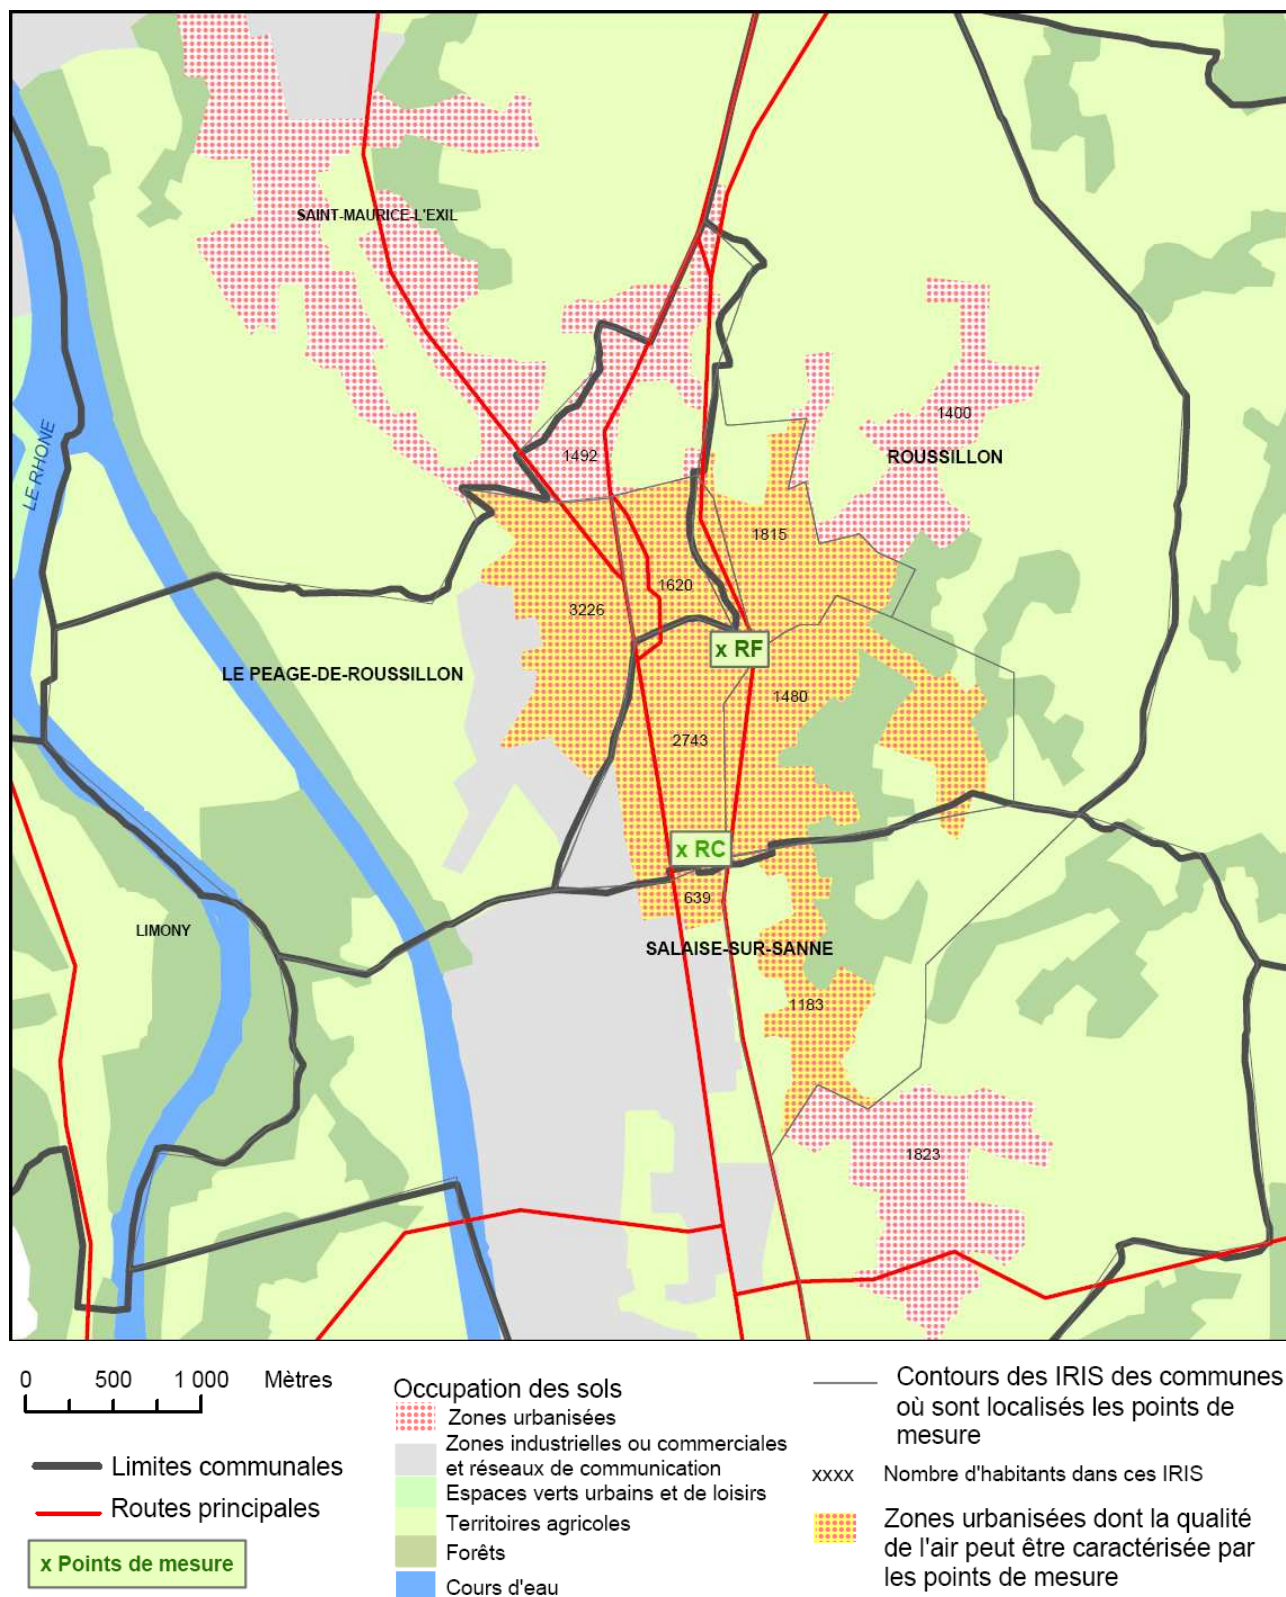 SAINT-MAURICE-L'EXIL
LE RHONE
1400
1492
ROUSSILLON
1815
1620
3226
x RF
LE PEAGE-DE-ROUSSILLON
1480
2743
x RC
639
LIMONY
SALAISE-SUR-SANNE
1183
1823
0 500 1 000 Mètres
Limites communales
Routes principales
x Points de mesure
Occupation des sols
Zones urbanisées
Zones industrielles ou commerciales
et réseaux de communication
Espaces verts urbains et de loisirs
Territoires agricoles
Forêts
Cours d'eau
Contours des IRIS des communes
où sont localisés les points de
mesure
xxxx Nombre d'habitants dans ces IRIS
Zones urbanisées dont la qualité
de l'air peut être caractérisée par
les points de mesure